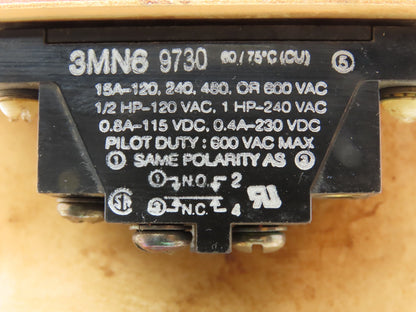 3MN6 9730 60/75°C (CU) ⑤
15A-120, 240, 480, OR 600 VAC
1/2 HP-120 VAC, 1 HP-240 VAC
0.8A-115 VDC, 0.4A-230 VDC
PILOT DUTY: 600 VAC MAX
① SAME POLARITY AS ③
① N.O. 2
③ N.C. 4